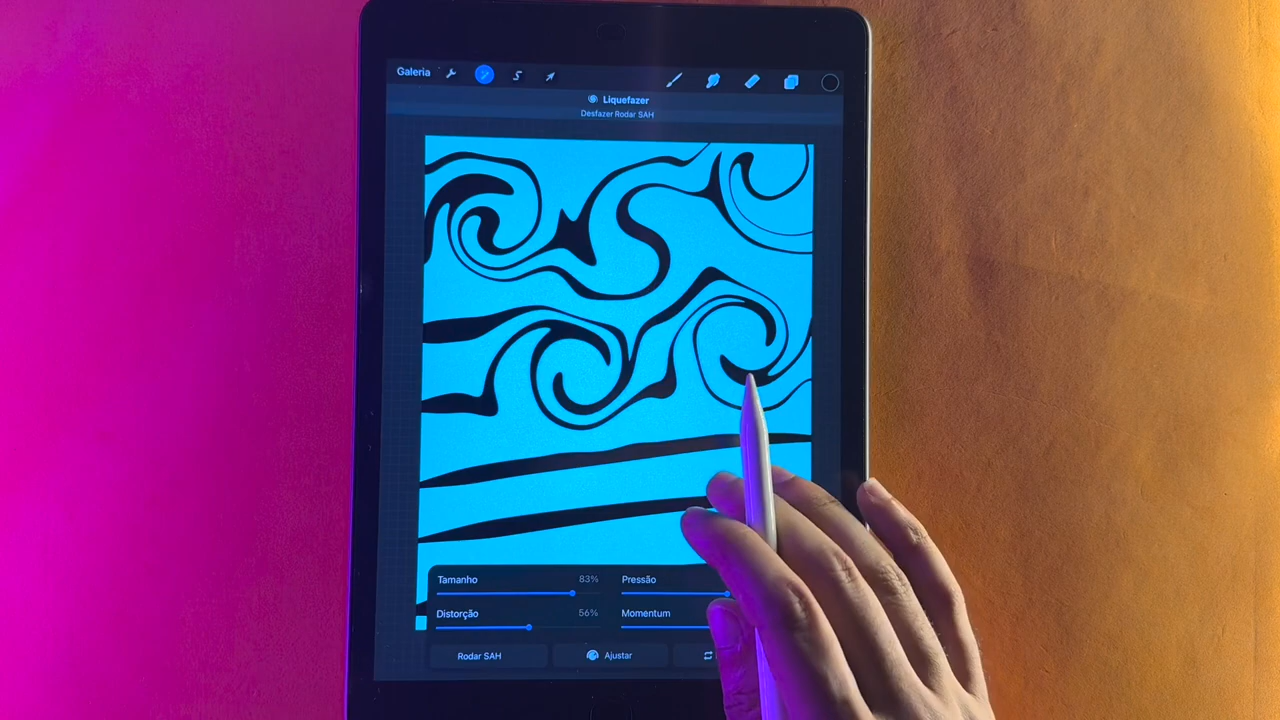 Galeria
Liquefazer
Desfazer Rodar SAH
Tamanho 83% Pressão
Distorção 56% Momentum
Rodar SAH Ajustar